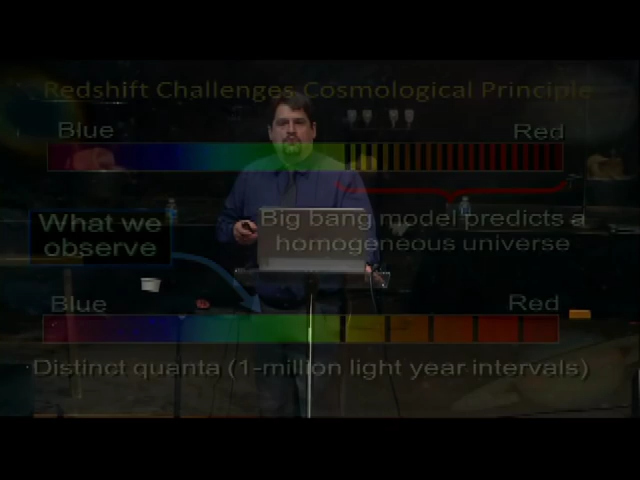 Redshift Challenges Cosmological Principle
Blue
Red
What we
observe
Big bang model predicts a
homogeneous universe
Blue
Red
Distinct quanta (1-million light year intervals)